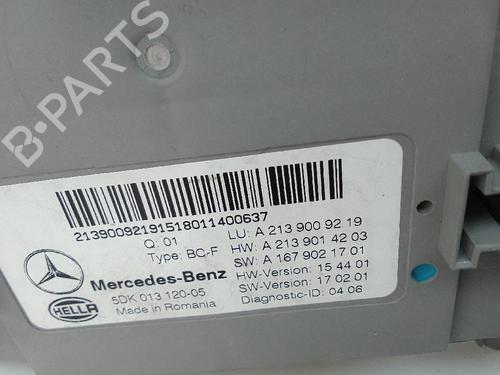 B-PARTS
21390092191518011400637
Q: 01
Type: BC-F
LU: A 213 900 92 19
HW: A 213 901 42 03
SW: A 167 902 17 01
HW-Version: 15 44 01
SW-Version: 17 02 01
Diagnostic-ID: 04 06
Mercedes-Benz
5DK 013 120-05
Made in Romania
HELLA